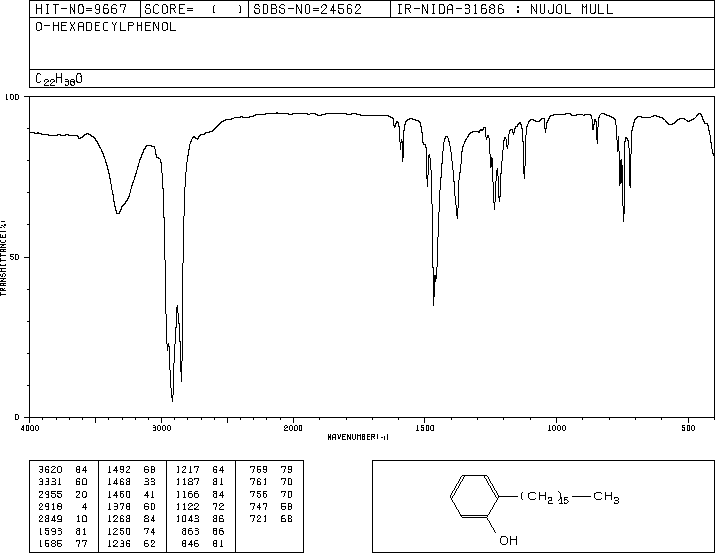 HIT-NO=9667 SCORE= ( ) SDBS-NO=24562 IR-NIDA-31686 : NUJOL MULL
O-HEXADECYLPHENOL
C22H38O
100
TRANSMITTANCE(%)
50
0
4000 3000 2000 1500 1000 500
WAVENUMBER(-1)
3620 84 1492 68 1217 64 769 79
3331 60 1468 33 1187 81 761 70
2955 20 1460 41 1166 84 756 70
2918 4 1378 60 1122 72 747 58
2849 10 1268 84 1043 86 721 68
1593 81 1250 74 863 86
1585 77 1236 62 846 81
(CH2)15—CH3
OH